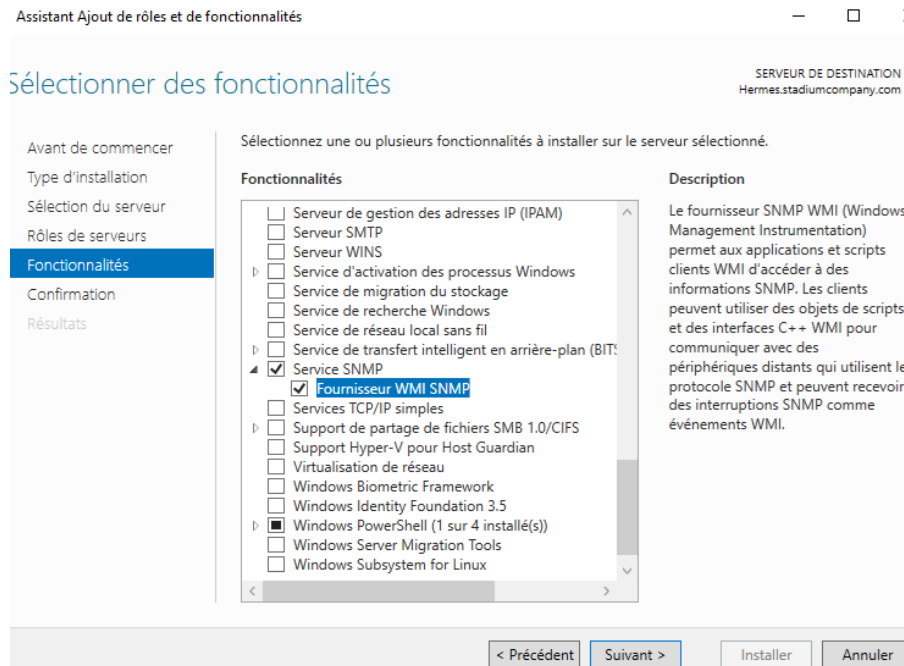 Assistant Ajout de rôles et de fonctionnalités
Sélectionner des fonctionnalités
SERVEUR DE DESTINATION
Hermes.stadiumcompany.com
Avant de commencer
Type d'installation
Sélection du serveur
Rôles de serveurs
Fonctionnalités
Confirmation
Résultats
Sélectionnez une ou plusieurs fonctionnalités à installer sur le serveur sélectionné.
Fonctionnalités
Serveur de gestion des adresses IP (IPAM)
Serveur SMTP
Serveur WINS
Service d'activation des processus Windows
Service de migration du stockage
Service de recherche Windows
Service de réseau local sans fil
Service de transfert intelligent en arrière-plan (BITS
Service SNMP
Fournisseur WMI SNMP
Services TCP/IP simples
Support de partage de fichiers SMB 1.0/CIFS
Support Hyper-V pour Host Guardian
Virtualisation de réseau
Windows Biometric Framework
Windows Identity Foundation 3.5
Windows PowerShell (1 sur 4 installé(s))
Windows Server Migration Tools
Windows Subsystem for Linux
Description
Le fournisseur SNMP WMI (Windows
Management Instrumentation)
permet aux applications et scripts
clients WMI d'accéder à des
informations SNMP. Les clients
peuvent utiliser des objets de scripts
et des interfaces C++ WMI pour
communiquer avec des
périphériques distants qui utilisent le
protocole SNMP et peuvent recevoir
des interruptions SNMP comme
événements WMI.
< Précédent
Suivant >
Installer
Annuler